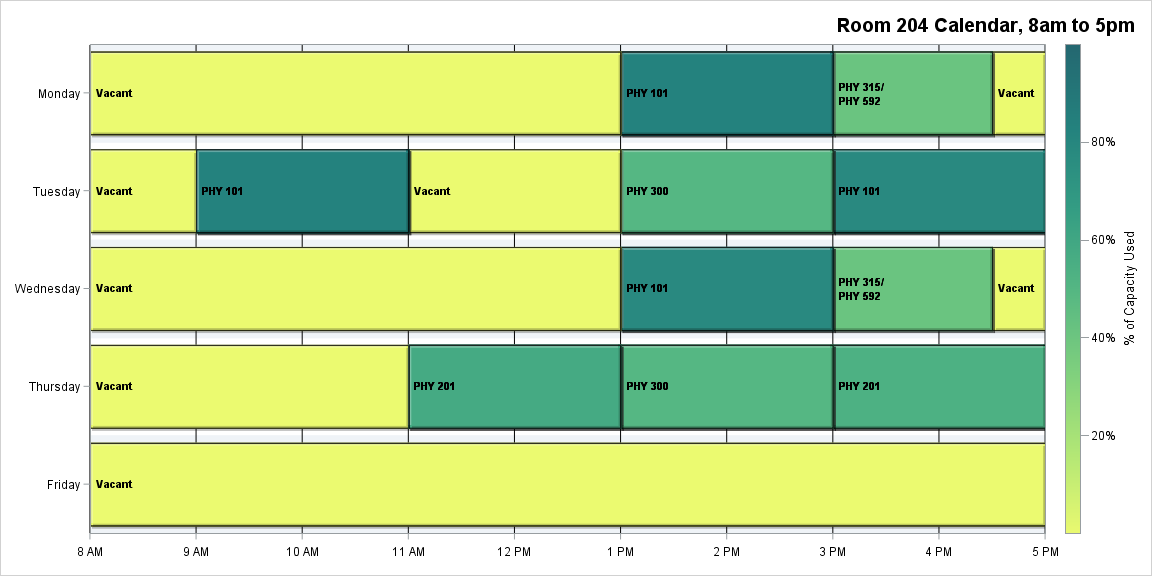 Room 204 Calendar, 8am to 5pm
Monday
Vacant
PHY 101
PHY 315/
PHY 592
Vacant
Tuesday
Vacant
PHY 101
Vacant
PHY 300
PHY 101
Wednesday
Vacant
PHY 101
PHY 315/
PHY 592
Vacant
Thursday
Vacant
PHY 201
PHY 300
PHY 201
Friday
Vacant
8 AM
9 AM
10 AM
11 AM
12 PM
1 PM
2 PM
3 PM
4 PM
5 PM
80%
60%
40%
20%
% of Capacity Used